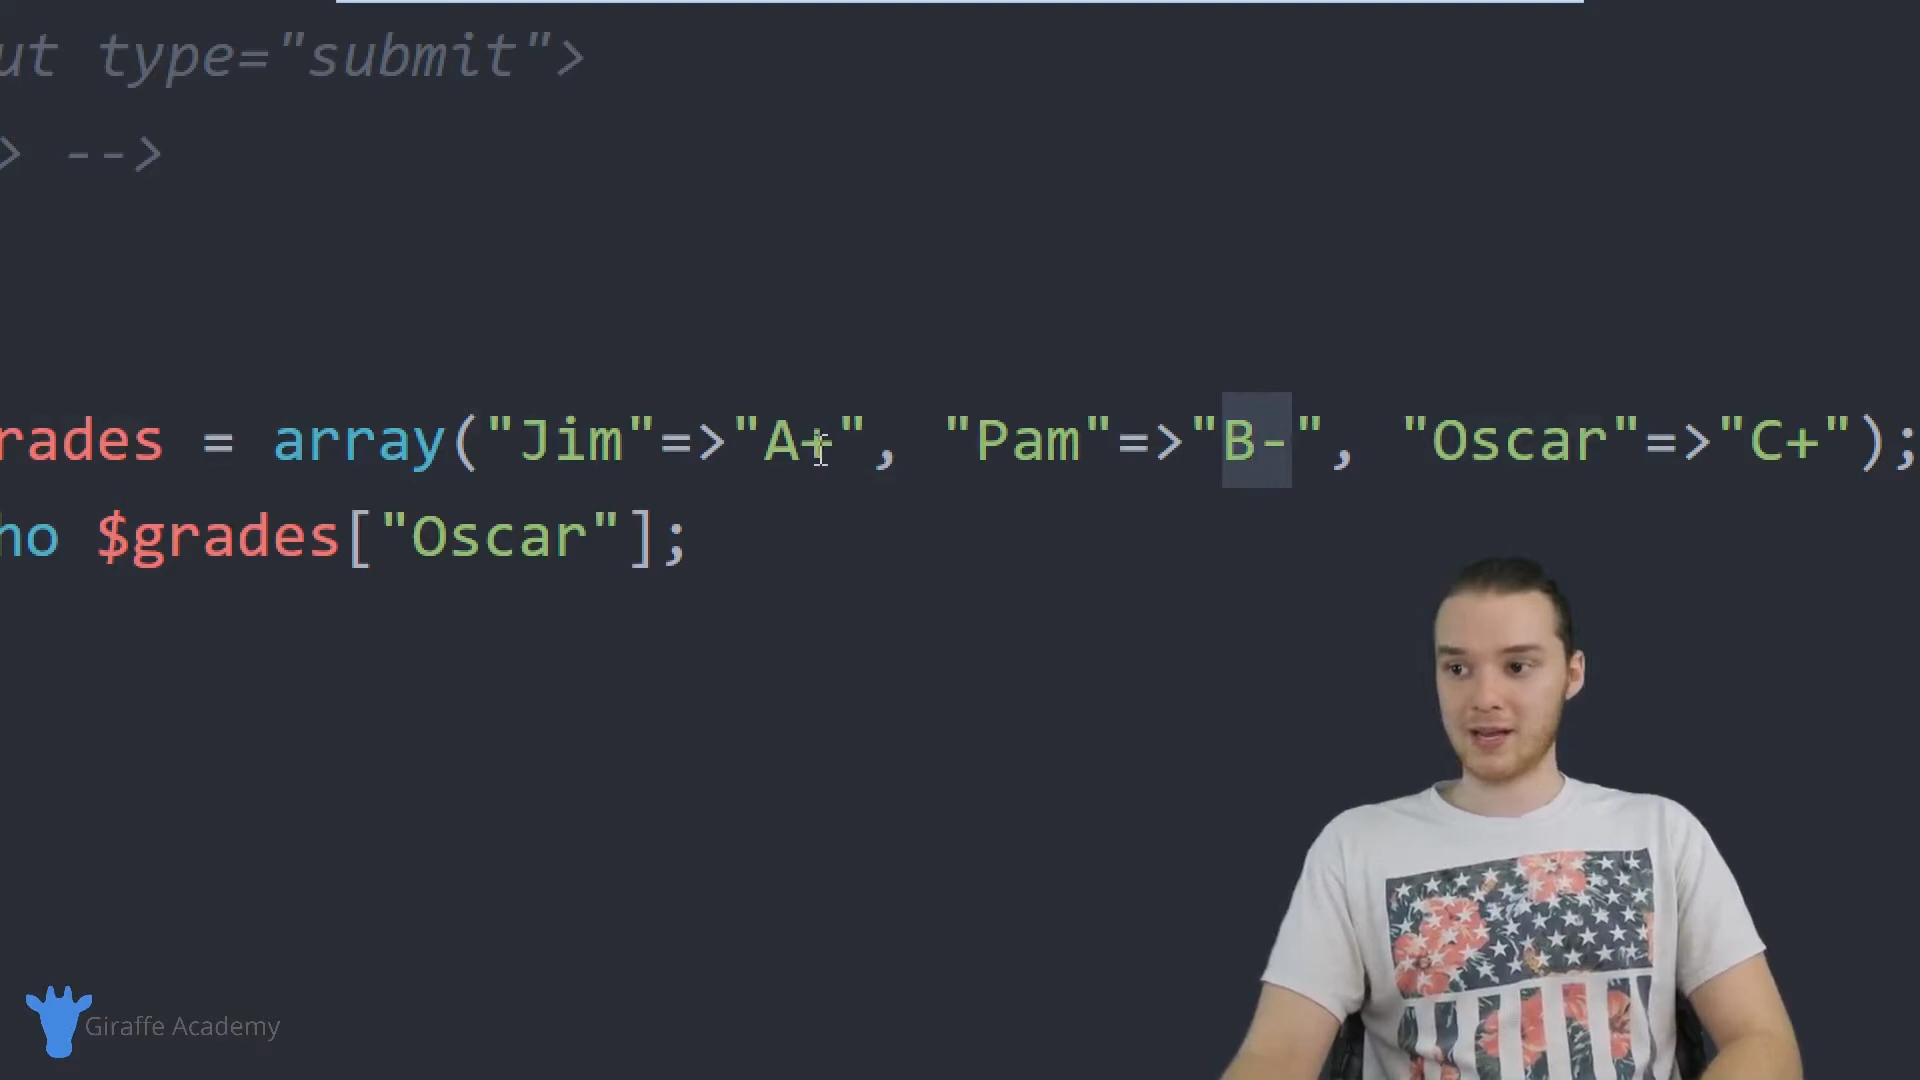 ut type="submit">
> -->
rades = array("Jim"=>"A+", "Pam"=>"B-", "Oscar"=>"C+");
ho $grades["Oscar"];
Giraffe Academy